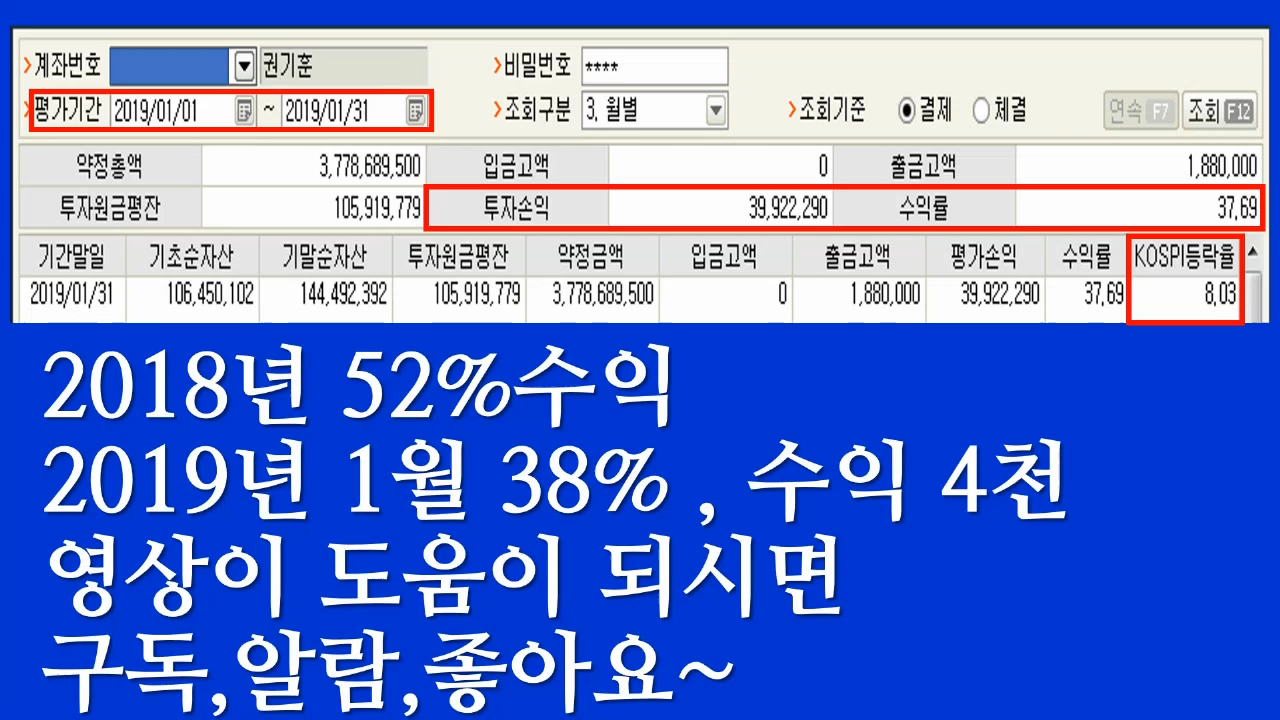 계좌번호 권기훈 비밀번호 ****
평가기간 2019/01/01 ~ 2019/01/31 조회구분 3. 월별 조회기준 결제 체결 연속 F7 조회 F12
약정총액 3,778,689,500 입금고액 0 출금고액 1,880,000
투자원금평잔 105,919,779 투자손익 39,922,290 수익률 37.69
기간말일 기초순자산 기말순자산 투자원금평잔 약정금액 입금고액 출금고액 평가손익 수익률 KOSPI등락율
2019/01/31 106,450,102 144,492,392 105,919,779 3,778,689,500 0 1,880,000 39,922,290 37.69 8.03
2018년 52%수익
2019년 1월 38% , 수익 4천
영상이 도움이 되시면
구독,알람,좋아요~